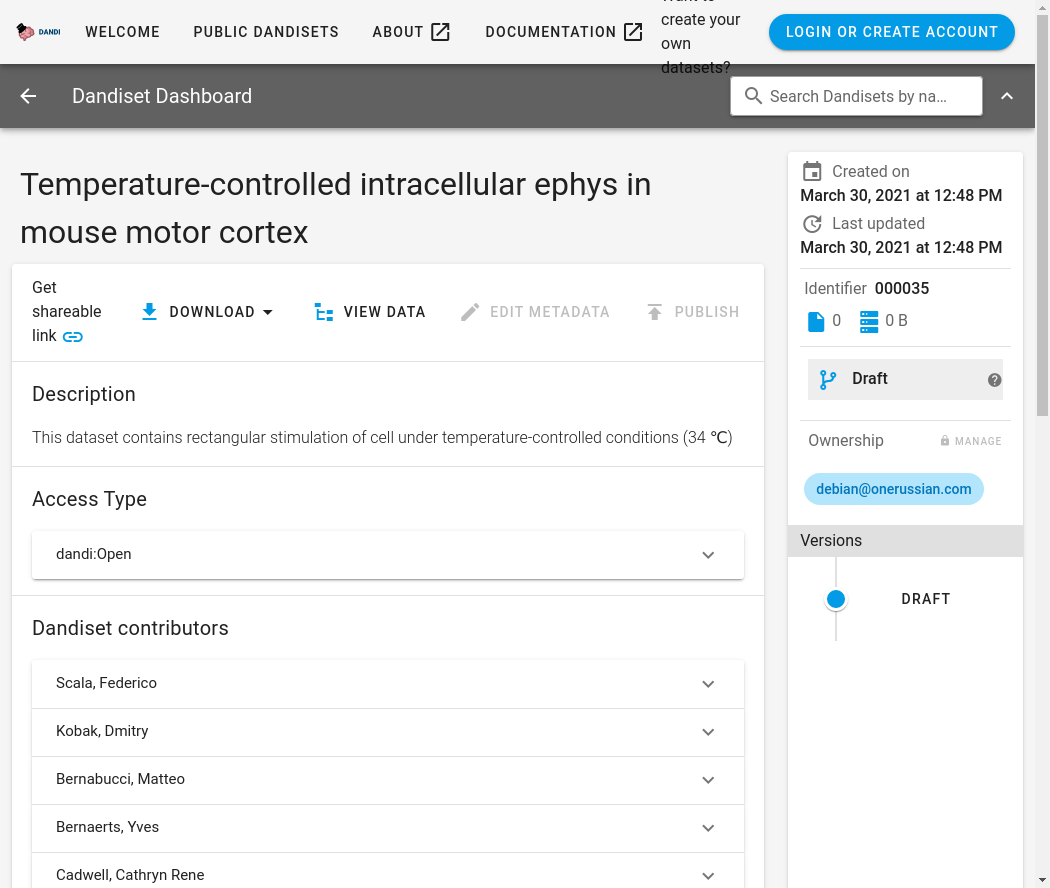 DANDI
WELCOME
PUBLIC DANDISETS
ABOUT
DOCUMENTATION
create your
own
datasets?
LOGIN OR CREATE ACCOUNT
Dandiset Dashboard
Search Dandisets by na...
Temperature-controlled intracellular ephys in
mouse motor cortex
Get
shareable
link
DOWNLOAD
VIEW DATA
EDIT METADATA
PUBLISH
Description
This dataset contains rectangular stimulation of cell under temperature-controlled conditions (34 ℃)
Access Type
dandi:Open
Dandiset contributors
Scala, Federico
Kobak, Dmitry
Bernabucci, Matteo
Bernaerts, Yves
Cadwell, Cathryn Rene
Created on
March 30, 2021 at 12:48 PM
Last updated
March 30, 2021 at 12:48 PM
Identifier 000035
0
0 B
Draft
Ownership
MANAGE
debian@onerussian.com
Versions
DRAFT